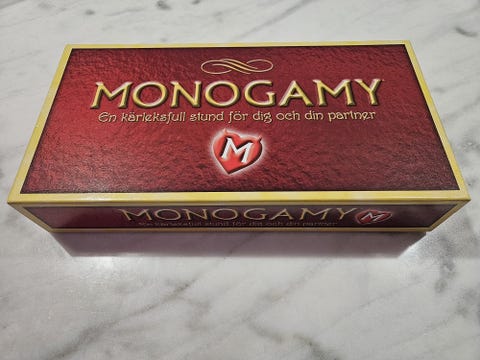 MONOGAMY
En kärleksfull stund för dig och din partner
M
MONOGAMY M
En kärleksfull stund för dig och din partner